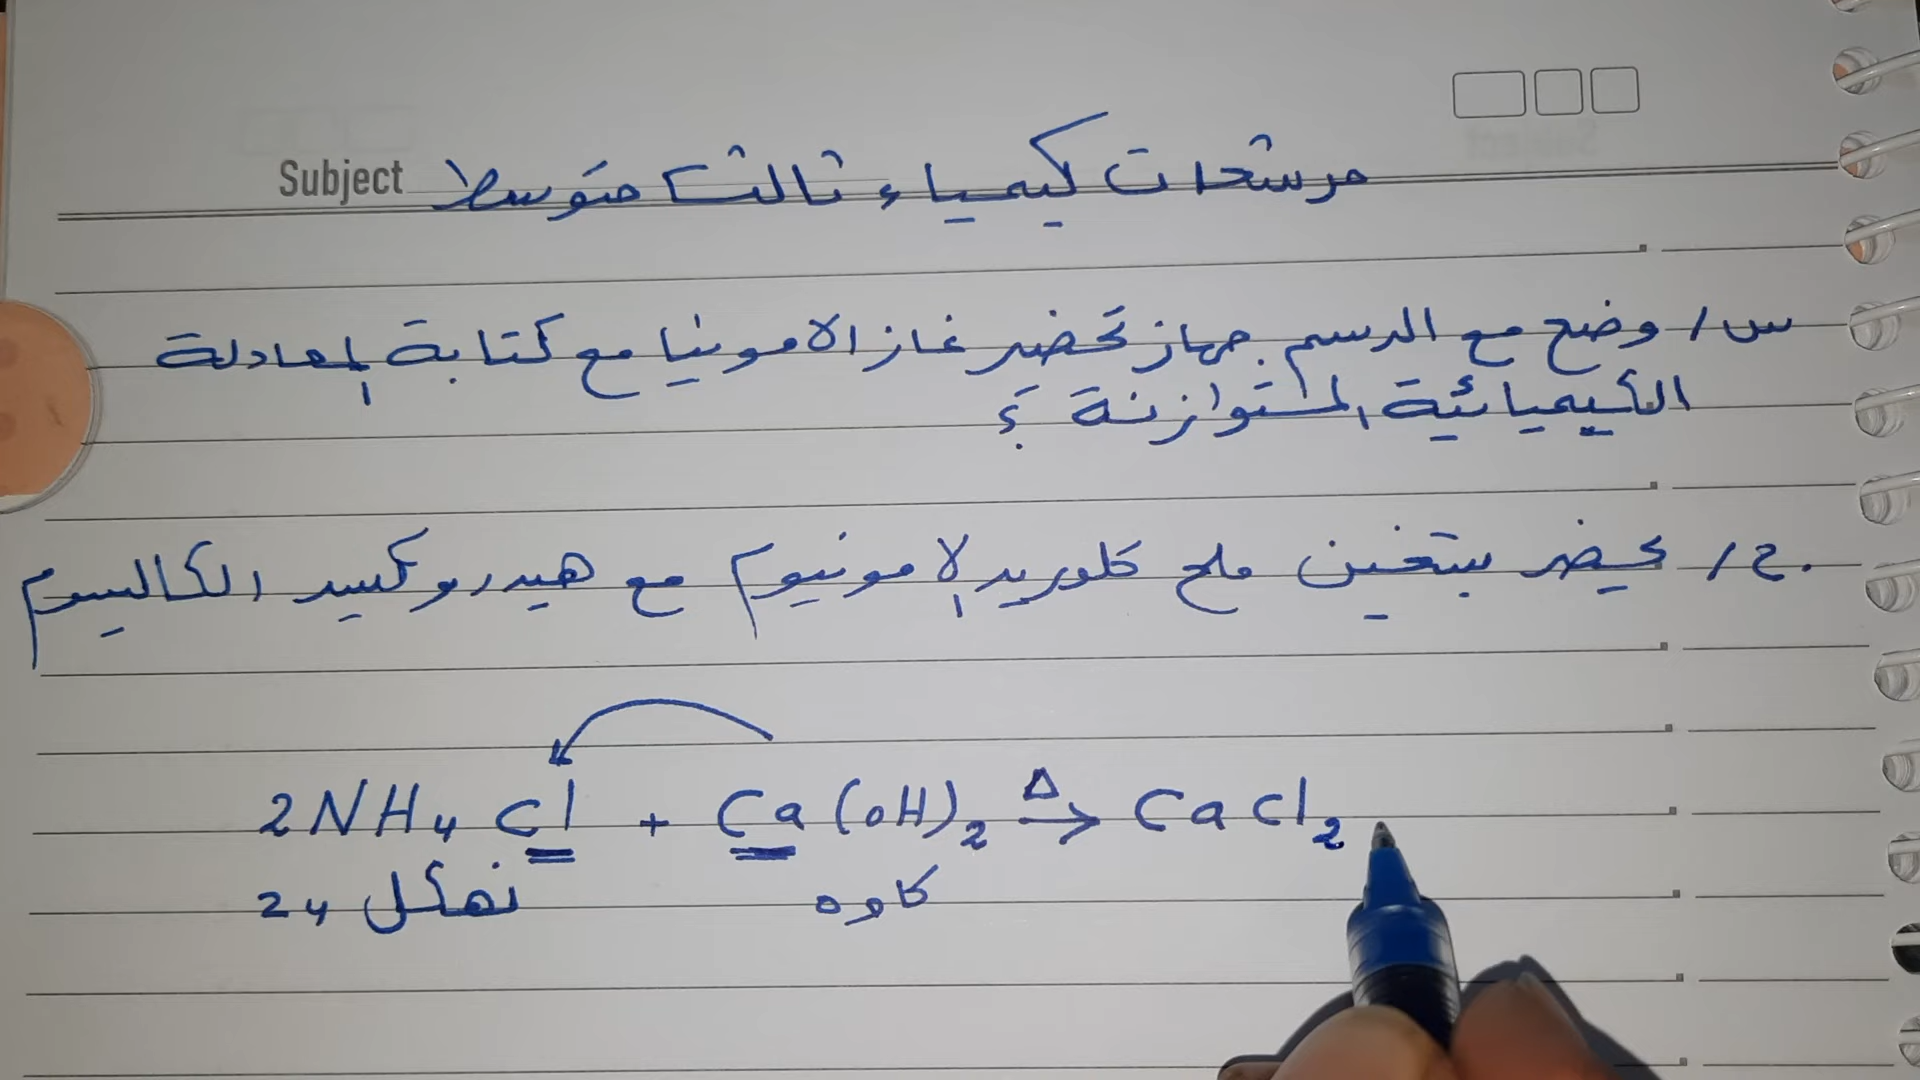 Subject مرشحات كيمياء ثالث متوسط
س/ وضح مع الرسم جهاز تحضير غاز الامونيا مع كتابة المعادلة
الكيميائية المتوازنة ؟
ج/ يحضر بتسخين ملح كلوريد الامونيوم مع هيدروكسيد الكالسيوم
2NH₄Cl + Ca(OH)₂ Δ→ CaCl₂
نهكل 24 كاوه